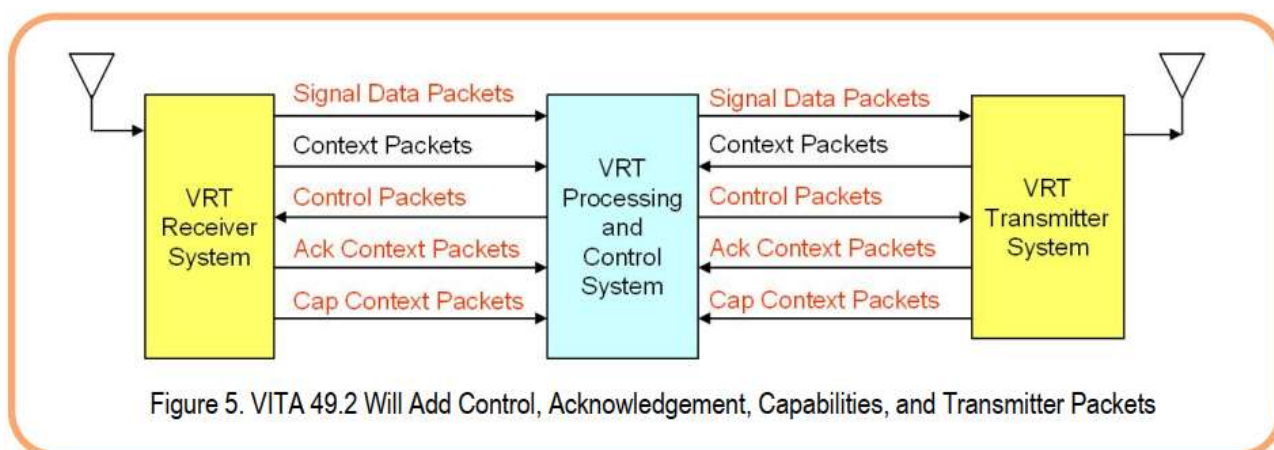 Signal Data Packets
Context Packets
Control Packets
Ack Context Packets
Cap Context Packets
VRT
Receiver
System
VRT
Processing
and
Control
System
Signal Data Packets
Context Packets
Control Packets
Ack Context Packets
Cap Context Packets
VRT
Transmitter
System
Figure 5. VITA 49.2 Will Add Control, Acknowledgement, Capabilities, and Transmitter Packets